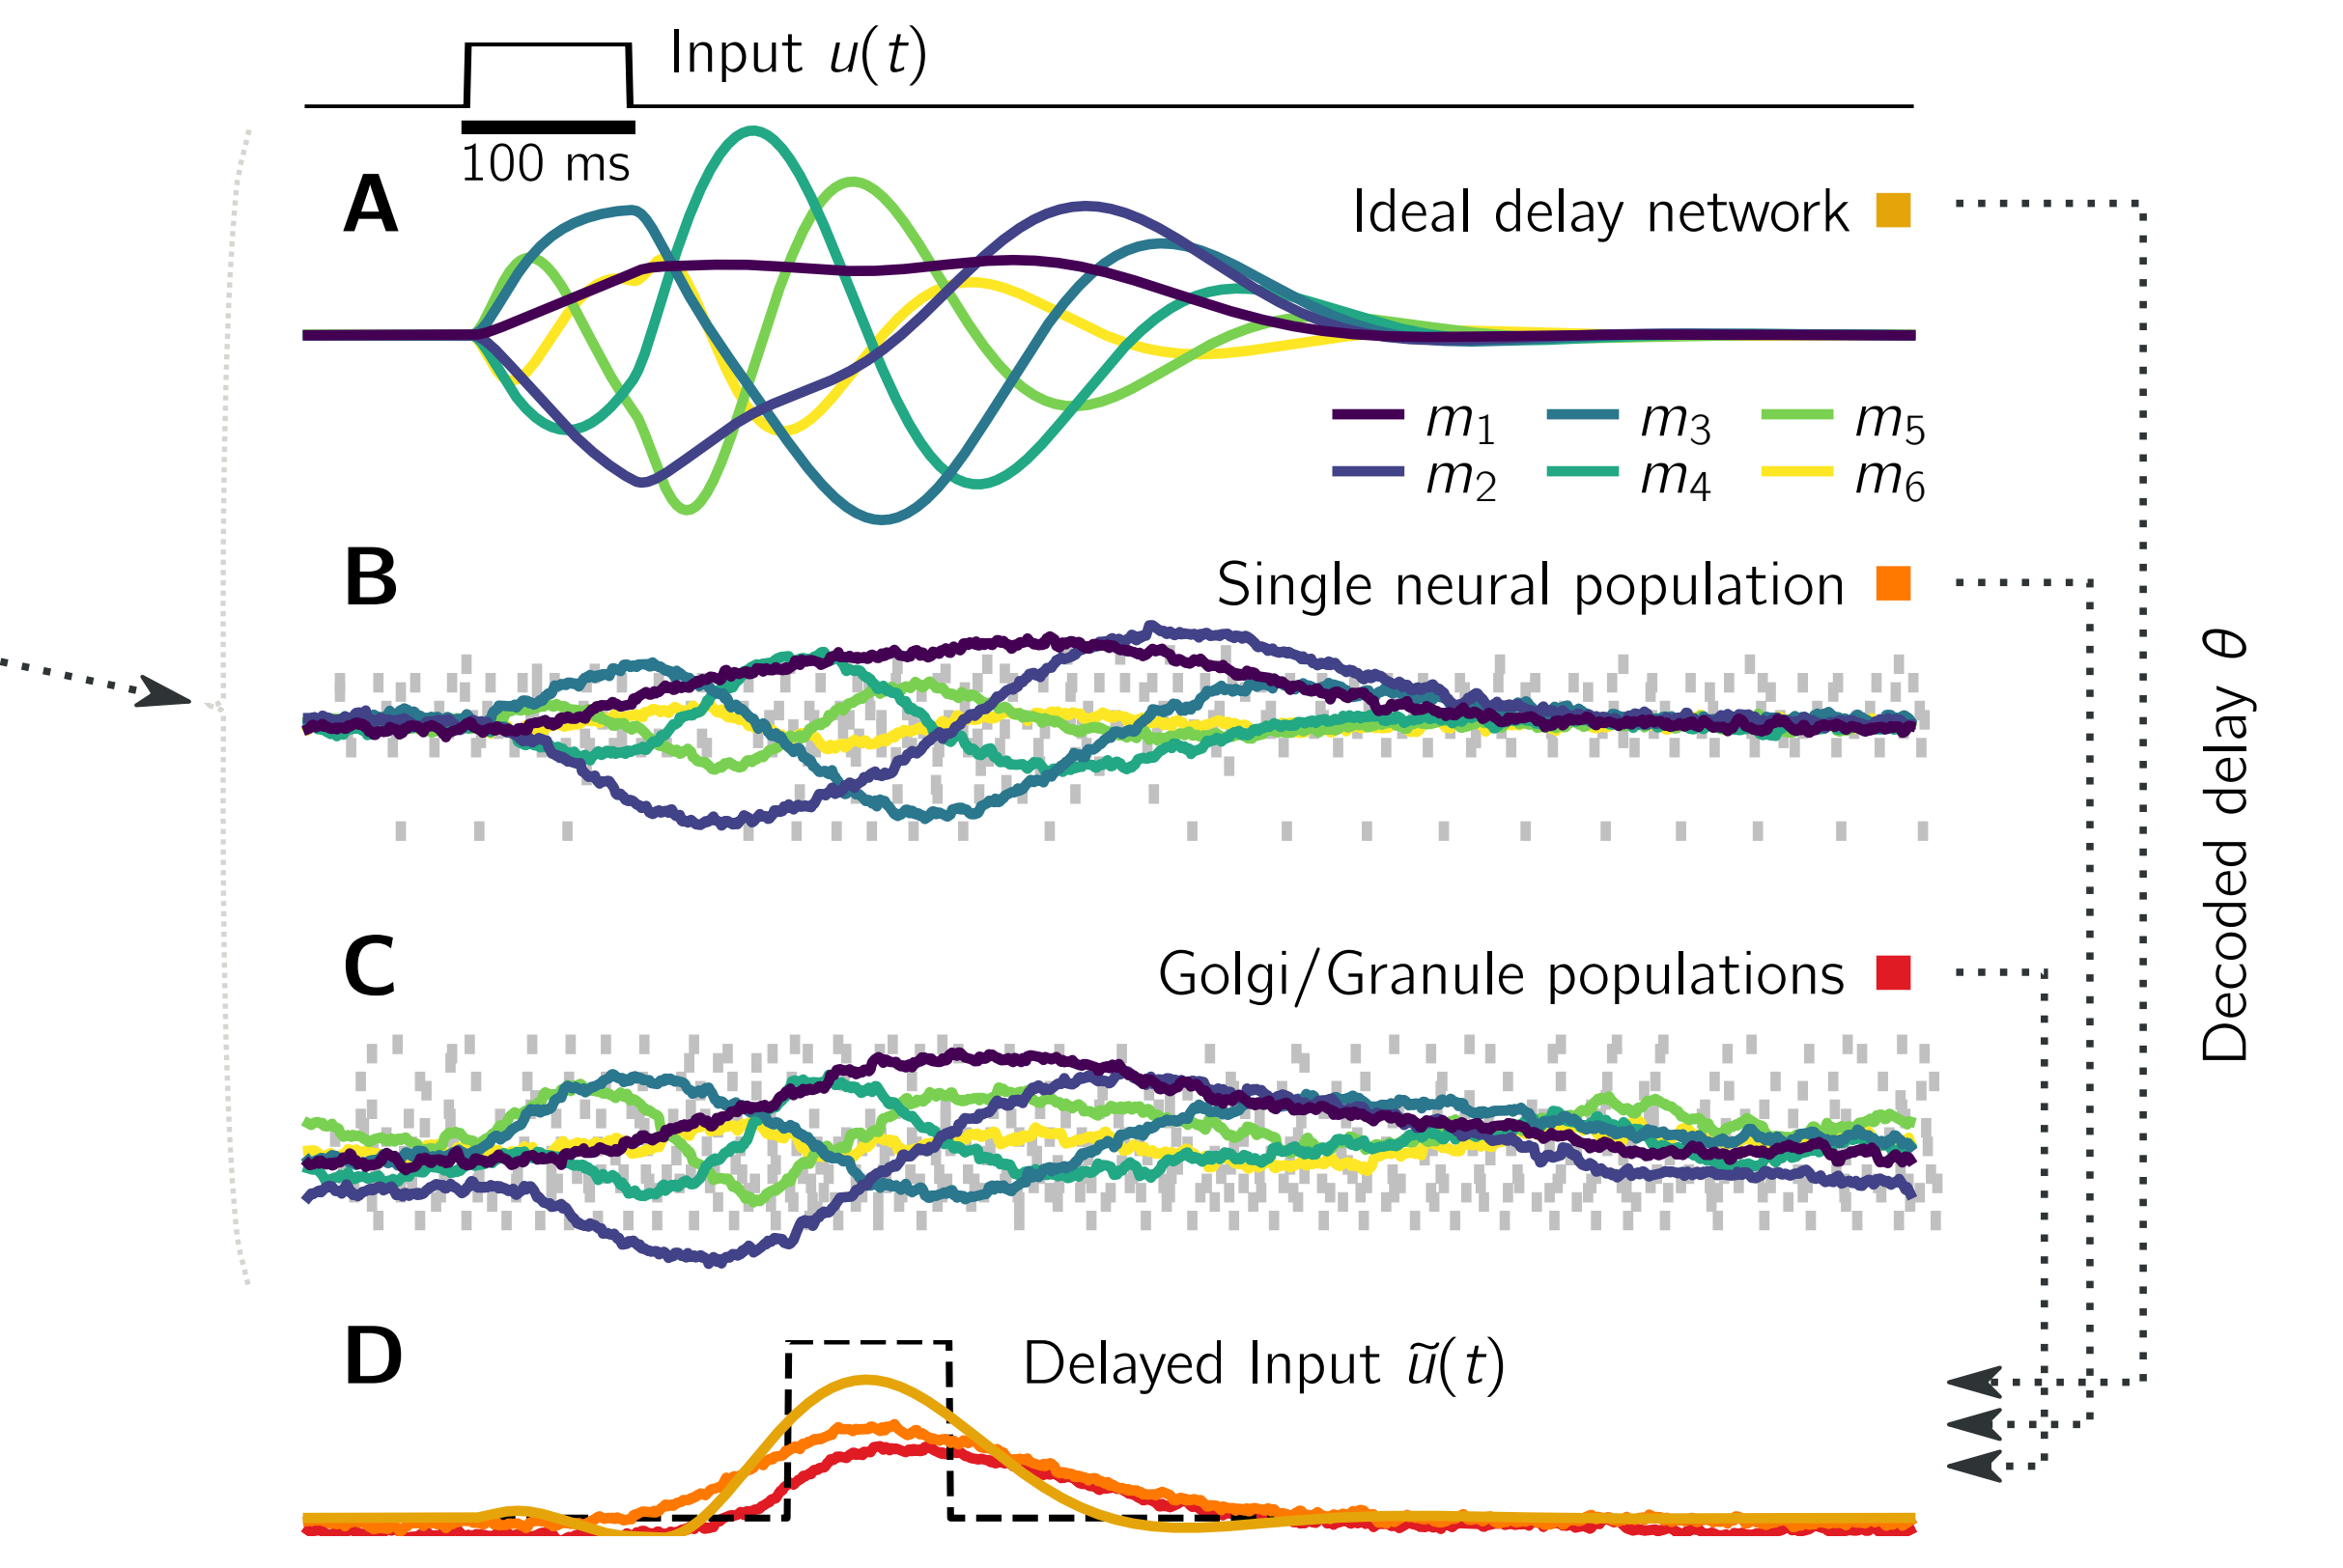 Input u(t)
100 ms
A
Ideal delay network
m1 m3 m5
m2 m4 m6
B
Single neural population
C
Golgi/Granule populations
Decoded delay θ
D
Delayed Input ũ(t)